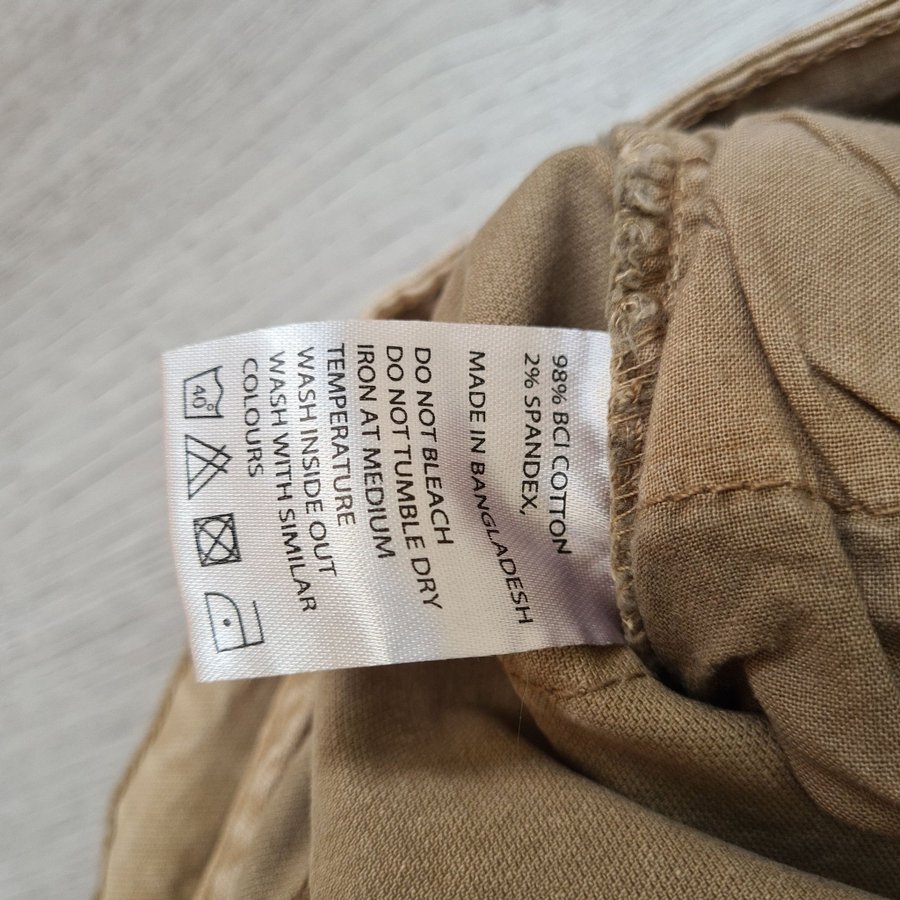 98% BCI COTTON
2% SPANDEX,
MADE IN BANGLADESH
DO NOT BLEACH
DO NOT TUMBLE DRY
IRON AT MEDIUM
TEMPERATURE
WASH INSIDE OUT
WASH WITH SIMILAR
COLOURS
40°